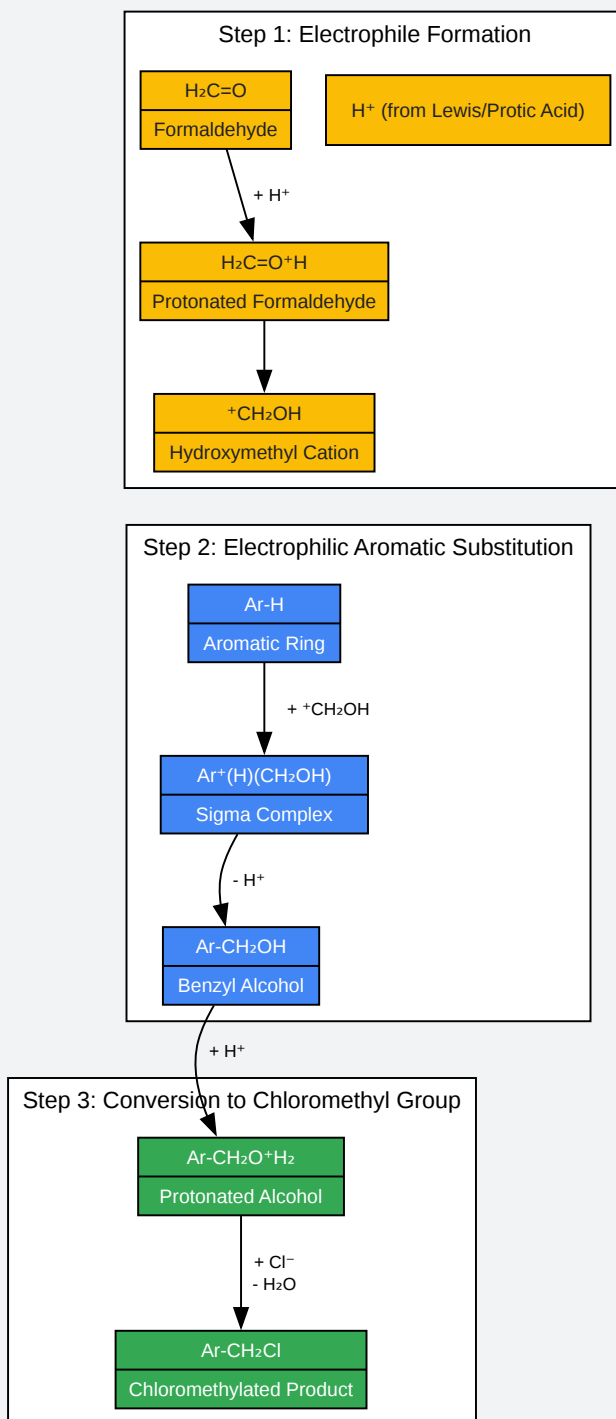 Step 1: Electrophile Formation
H₂C=O
Formaldehyde
H⁺ (from Lewis/Protic Acid)
+ H⁺
H₂C=O⁺H
Protonated Formaldehyde
⁺CH₂OH
Hydroxymethyl Cation
Step 2: Electrophilic Aromatic Substitution
Ar-H
Aromatic Ring
+ ⁺CH₂OH
Ar⁺(H)(CH₂OH)
Sigma Complex
- H⁺
Ar-CH₂OH
Benzyl Alcohol
+ H⁺
Step 3: Conversion to Chloromethyl Group
Ar-CH₂O⁺H₂
Protonated Alcohol
+ Cl⁻
- H₂O
Ar-CH₂Cl
Chloromethylated Product